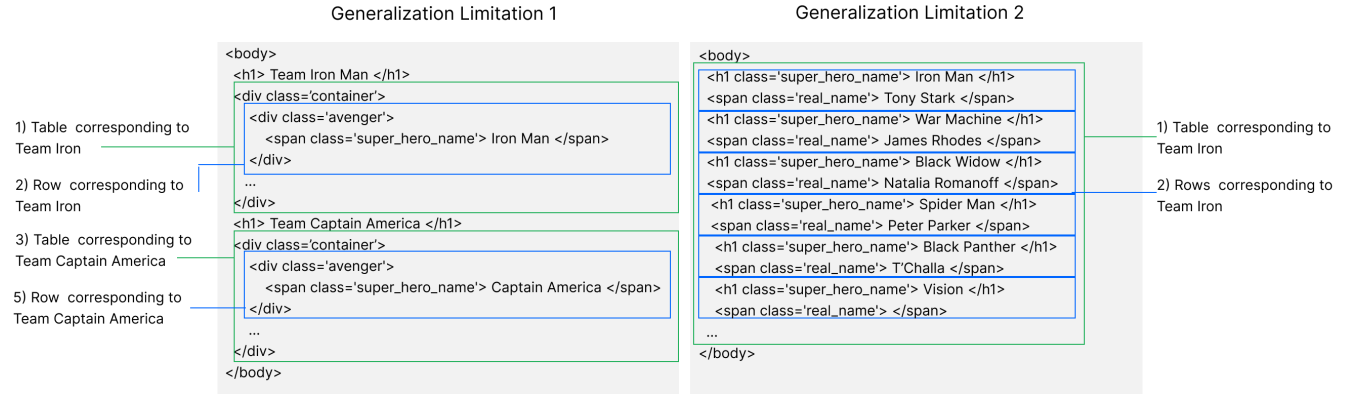 Generalization Limitation 1
<body>
<h1> Team Iron Man </h1>
<div class='container'>
<div class='avenger'>
<span class='super_hero_name'> Iron Man </span>
</div>
...
</div>
<h1> Team Captain America </h1>
<div class='container'>
<div class='avenger'>
<span class='super_hero_name'> Captain America </span>
</div>
...
</div>
</body>
1) Table corresponding to
Team Iron
2) Row corresponding to
Team Iron
3) Table corresponding to
Team Captain America
5) Row corresponding to
Team Captain America
Generalization Limitation 2
<body>
<h1 class='super_hero_name'> Iron Man </h1>
<span class='real_name'> Tony Stark </span>
<h1 class='super_hero_name'> War Machine </h1>
<span class='real_name'> James Rhodes </span>
<h1 class='super_hero_name'> Black Widow </h1>
<span class='real_name'> Natalia Romanoff </span>
<h1 class='super_hero_name'> Spider Man </h1>
<span class='real_name'> Peter Parker </span>
<h1 class='super_hero_name'> Black Panther </h1>
<span class='real_name'> T'Challa </span>
<h1 class='super_hero_name'> Vision </h1>
<span class='real_name'> </span>
...
</body>
1) Table corresponding to
Team Iron
2) Rows corresponding to
Team Iron